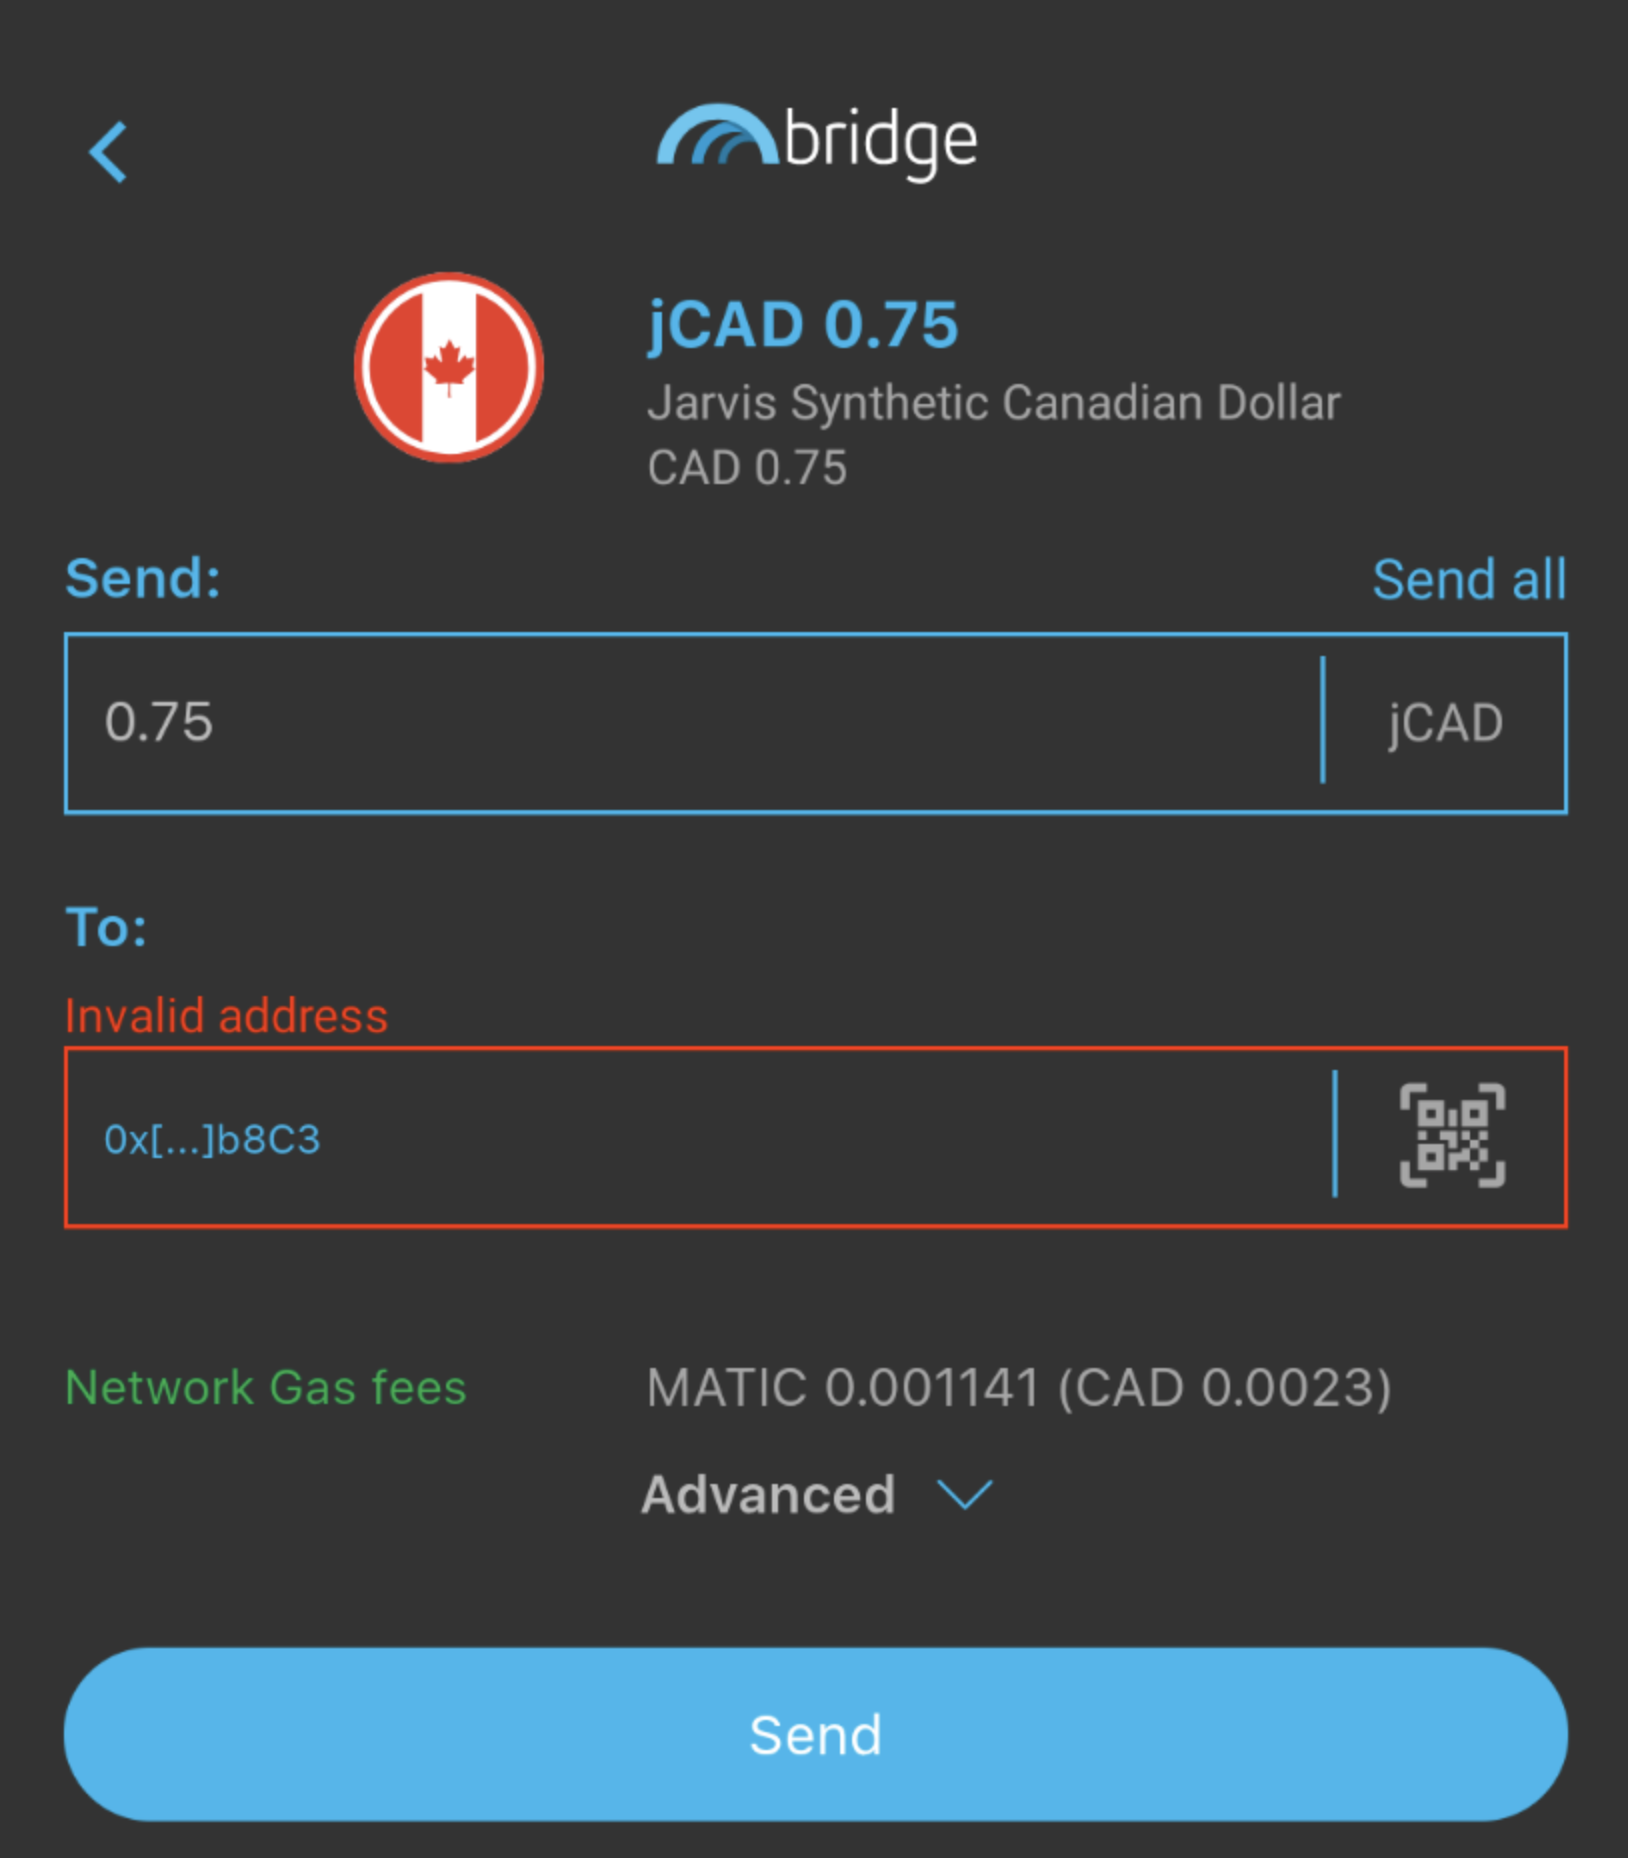 bridge
jCAD 0.75
Jarvis Synthetic Canadian Dollar
CAD 0.75
Send: Send all
0.75 jCAD
To:
Invalid address
0x[...]b8C3
Network Gas fees MATIC 0.001141 (CAD 0.0023)
Advanced
Send